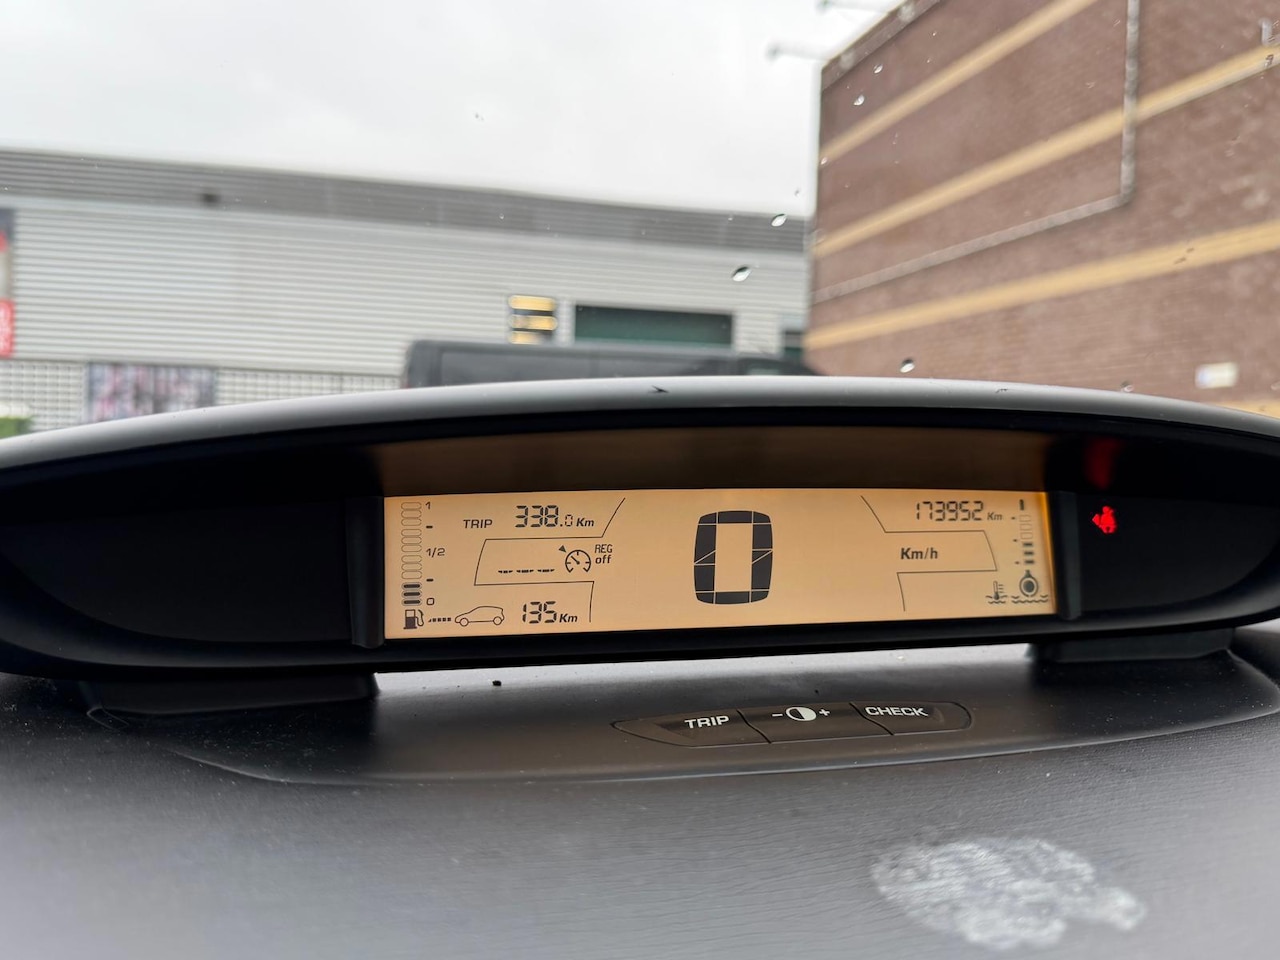 1
TRIP 338.0 Km
173952 Km
1/2
REG
off
Km/h
0
----
0
135 Km
TRIP
- +
CHECK